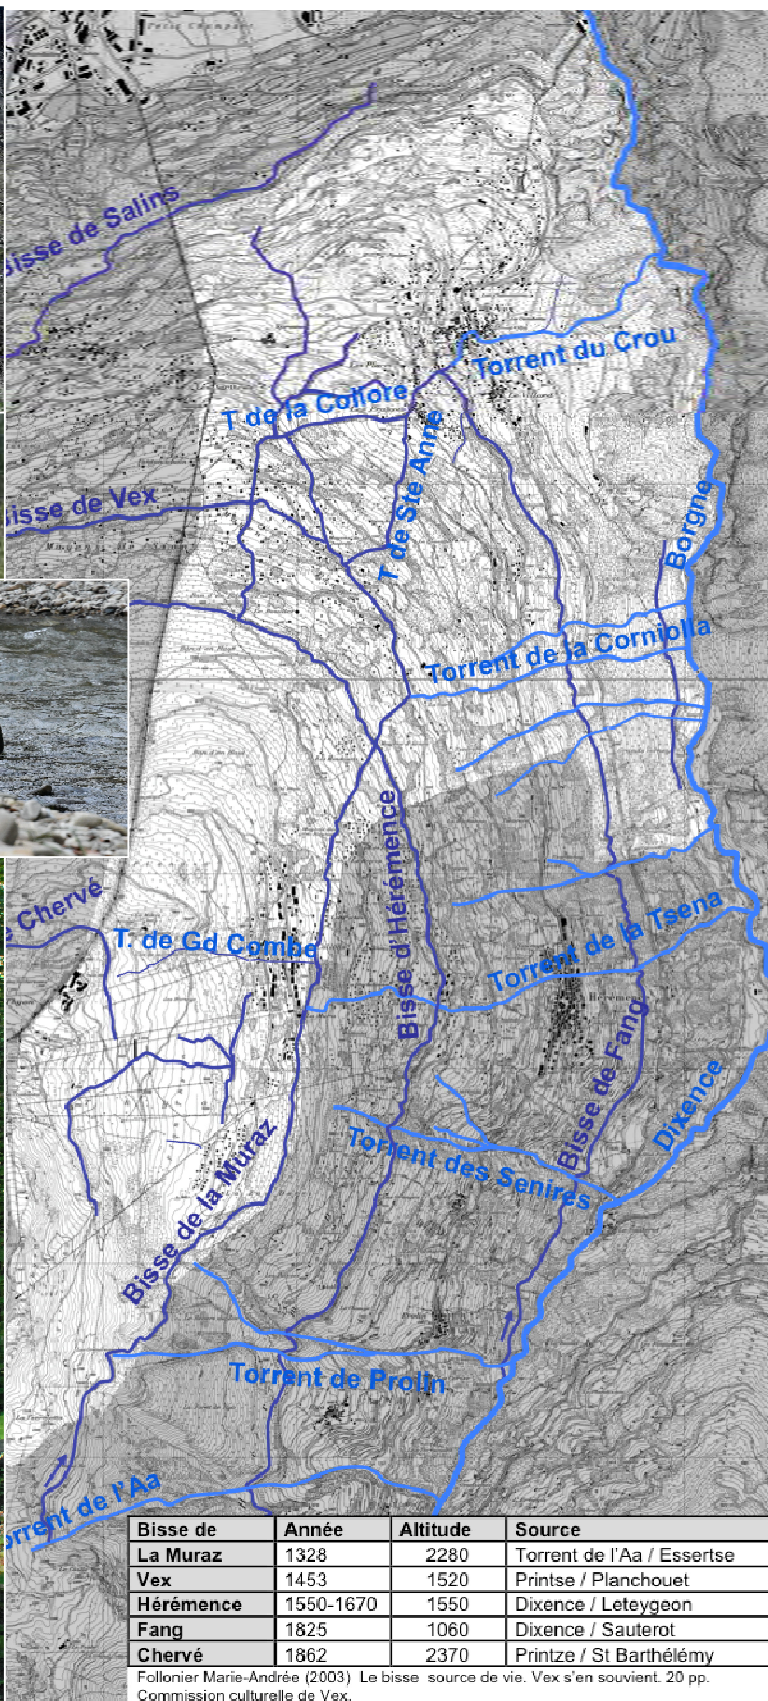 Bisse de Salins
Torrent du Crou
T de la Collore
T de Ste Anne
Bisse de Vex
Borgne
Torrent de la Corniolla
Bisse d'Hérémence
Chervé
T. de Gd Combe
Torrent de la Tsena
Hérémence
Bisse de Fang
Dixence
Torrent des Senires
Bisse de la Muraz
Torrent de Prolin
Torrent de l'Aa
Bisse de Année Altitude Source
La Muraz 1328 2280 Torrent de l'Aa / Essertse
Vex 1453 1520 Printse / Planchouet
Hérémence 1550-1670 1550 Dixence / Leteygeon
Fang 1825 1060 Dixence / Sauterot
Chervé 1862 2370 Printze / St Barthélémy
Follonier Marie-Andrée (2003) Le bisse source de vie. Vex s'en souvient. 20 pp.
Commission culturelle de Vex.